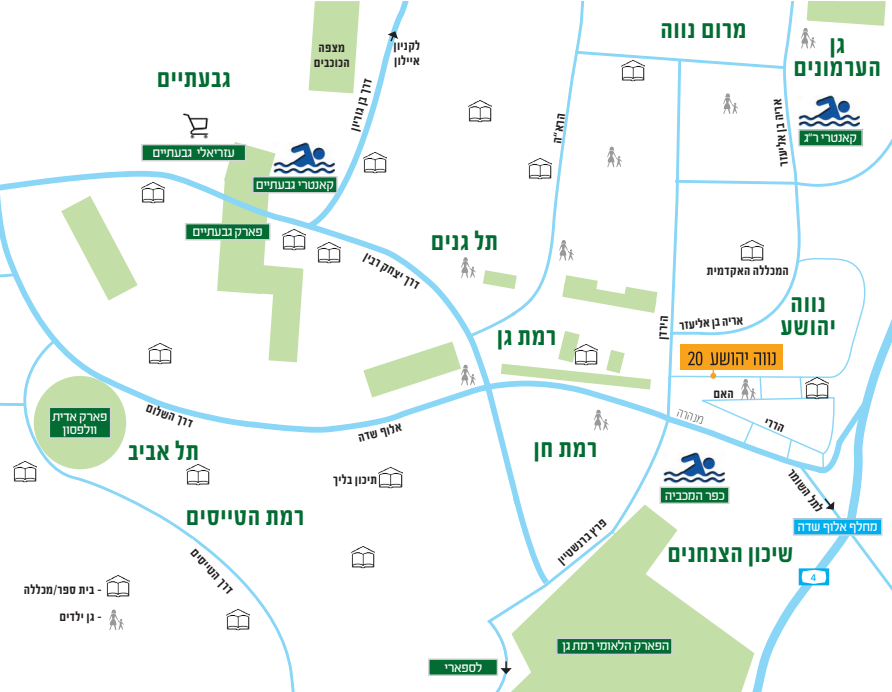 מרום נווה
גן
הערמונים
מצפה
הכוכבים
לקניון
איילון
גבעתיים
דרך בן גוריון
הרא"ה
אריה בן אליעזר
קאנטרי ר"ג
עזריאלי גבעתיים
קאנטרי גבעתיים
פארק גבעתיים
תל גנים
דרך יצחק רבין
המכללה האקדמית
נווה
יהושע
הירדן
אריה בן אליעזר
רמת גן
נווה יהושע 20
האם
הדרי
מנהרה
דרך השלום
אלוף שדה
פארק אדית
וולפסון
תל אביב
רמת חן
תיכון בליך
כפר המכביה
לתל השומר
מחלף אלוף שדה
רמת הטייסים
פרץ ברנשטיין
שיכון הצנחנים
4
דרך הטייסים
- בית ספר/מכללה
- גן ילדים
הפארק הלאומי רמת גן
לספארי